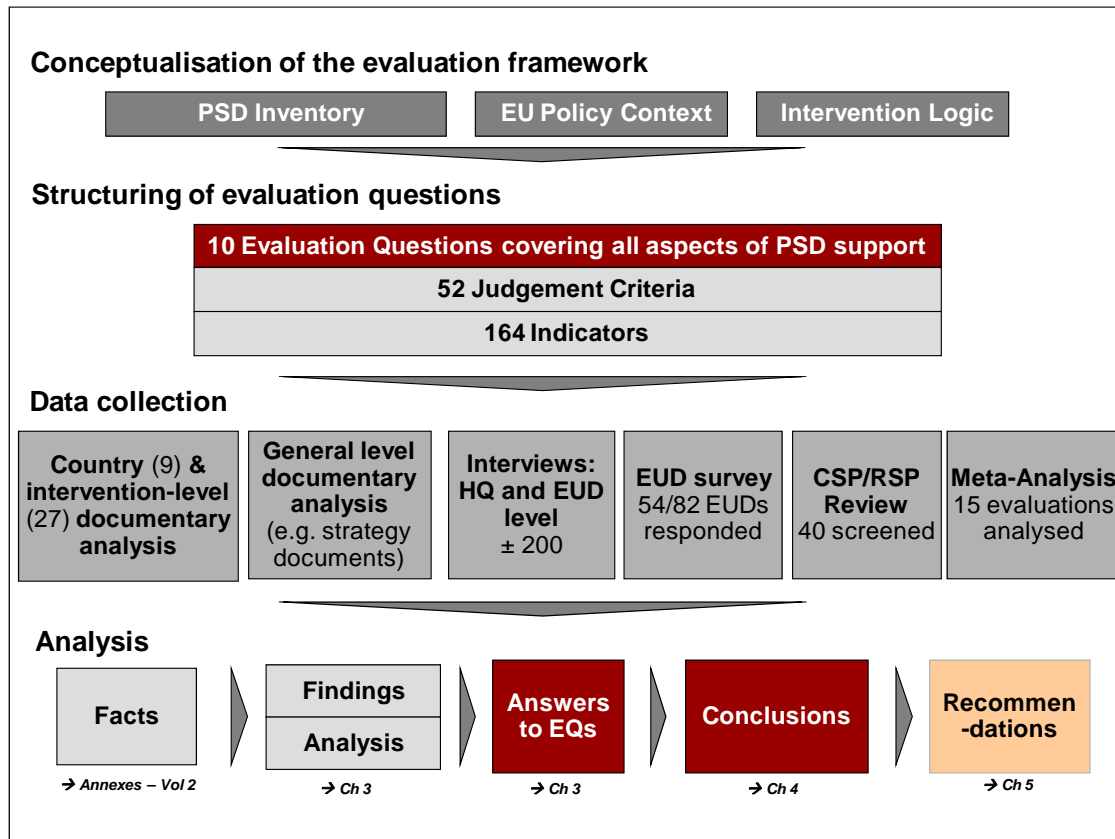 Conceptualisation of the evaluation framework
PSD Inventory
EU Policy Context
Intervention Logic
Structuring of evaluation questions
10 Evaluation Questions covering all aspects of PSD support
52 Judgement Criteria
164 Indicators
Data collection
Country (9) &
intervention-level
(27) documentary
analysis
General level
documentary
analysis
(e.g. strategy
documents)
Interviews:
HQ and EUD
level
± 200
EUD survey
54/82 EUDs
responded
CSP/RSP
Review
40 screened
Meta-Analysis
15 evaluations
analysed
Analysis
Facts
Findings
Analysis
Answers
to EQs
Conclusions
Recommen
-dations
→ Annexes – Vol 2
→ Ch 3
→ Ch 3
→ Ch 4
→ Ch 5